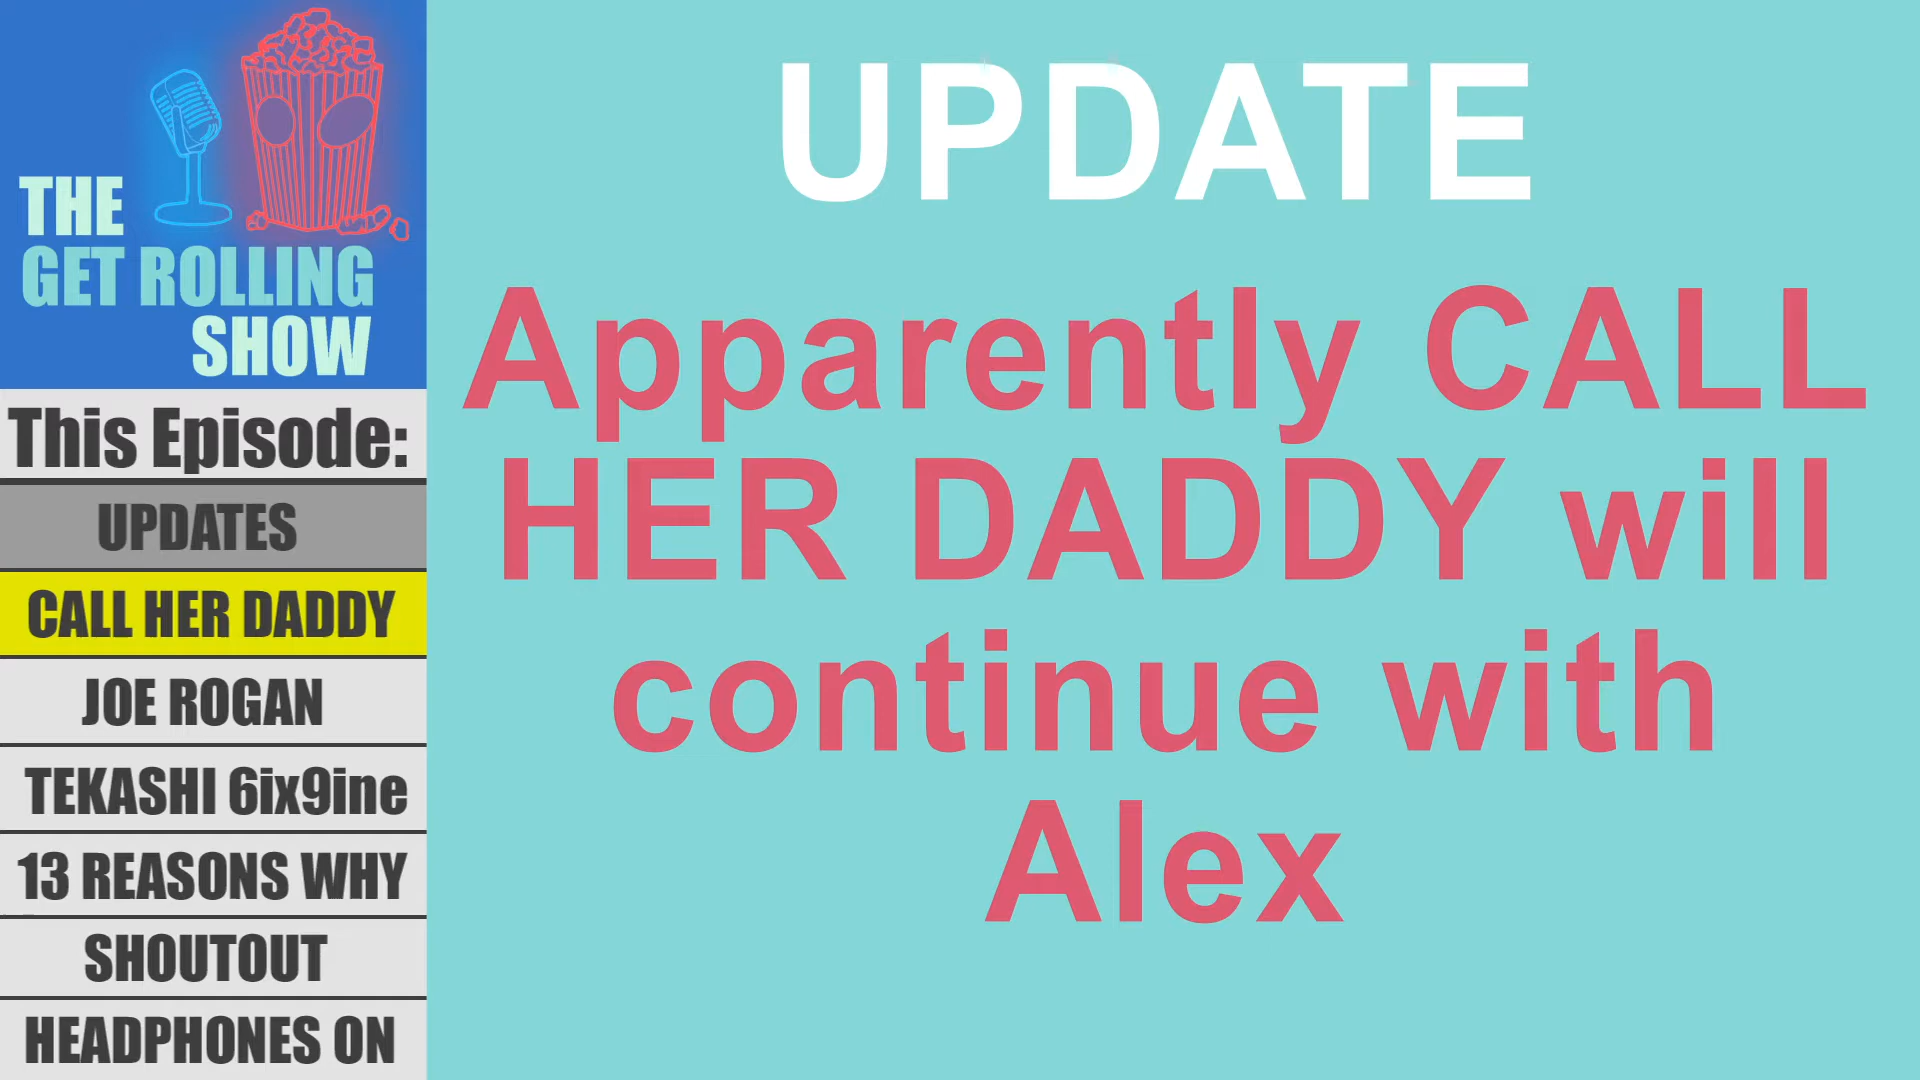 THE
GET ROLLING
SHOW
This Episode:
UPDATES
CALL HER DADDY
JOE ROGAN
TEKASHI 6ix9ine
13 REASONS WHY
SHOUTOUT
HEADPHONES ON
UPDATE
Apparently CALL
HER DADDY will
continue with
Alex